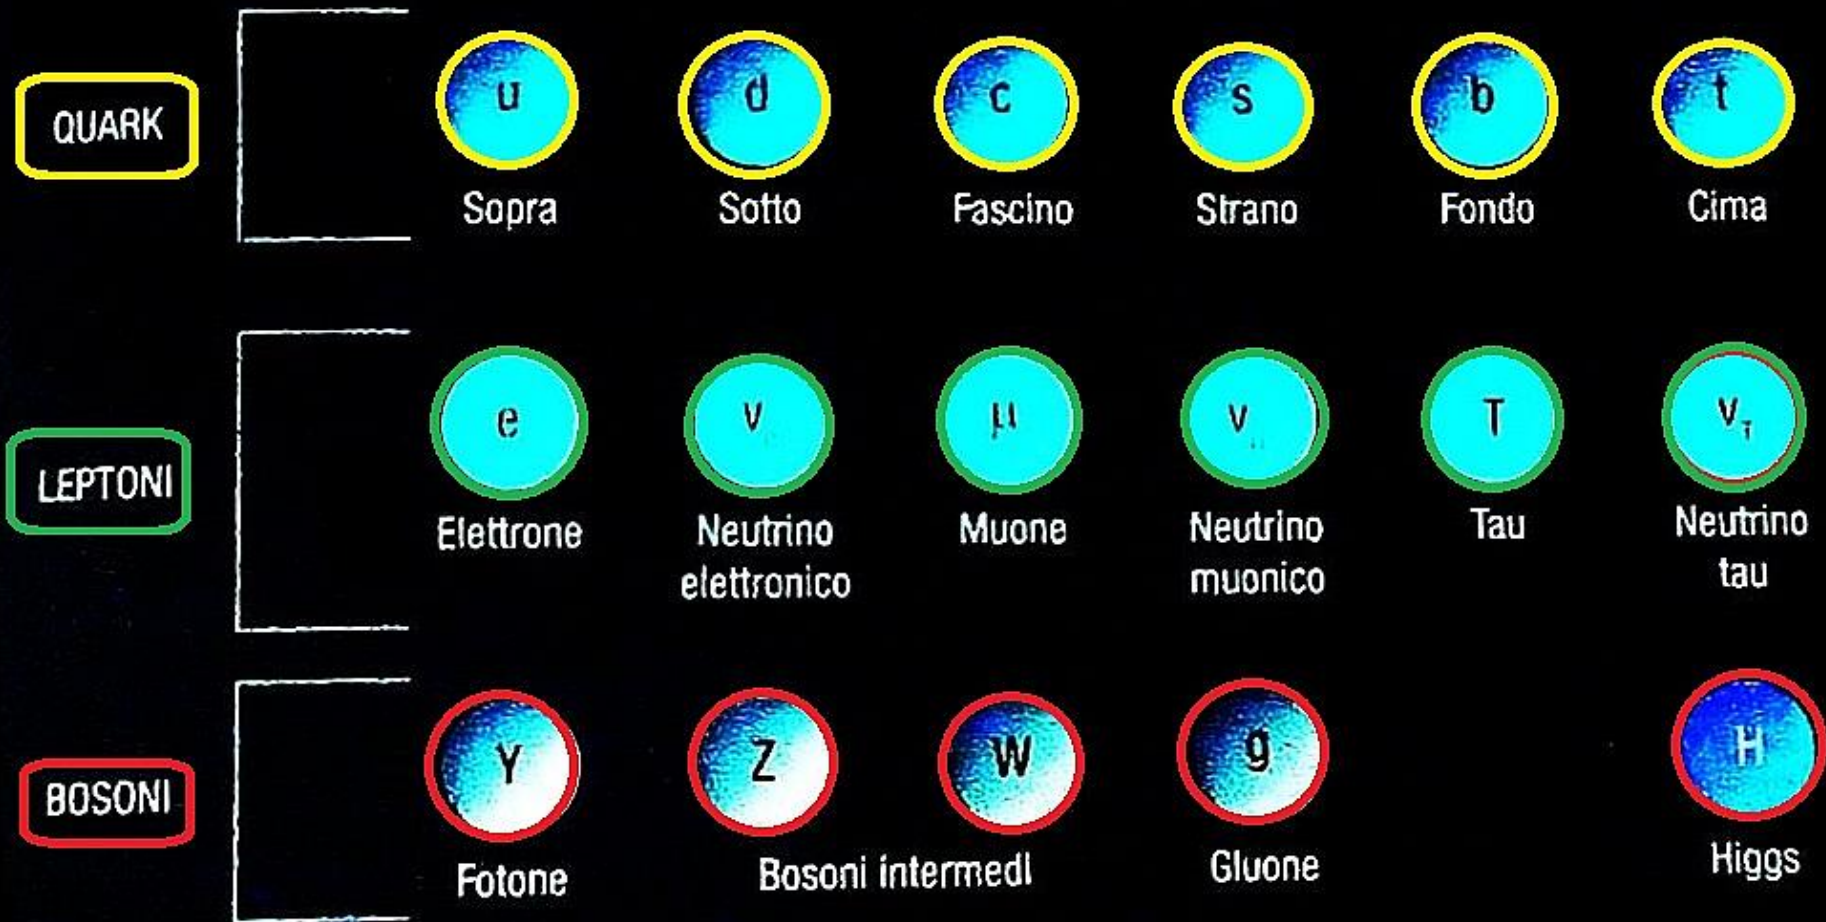 QUARK
u d c s b t
Sopra Sotto Fascino Strano Fondo Cima
LEPTONI
e ν μ ν T ντ
Elettrone Neutrino elettronico Muone Neutrino muonico Tau Neutrino tau
BOSONI
Y Z W g H
Fotone Bosoni intermedI Gluone Higgs